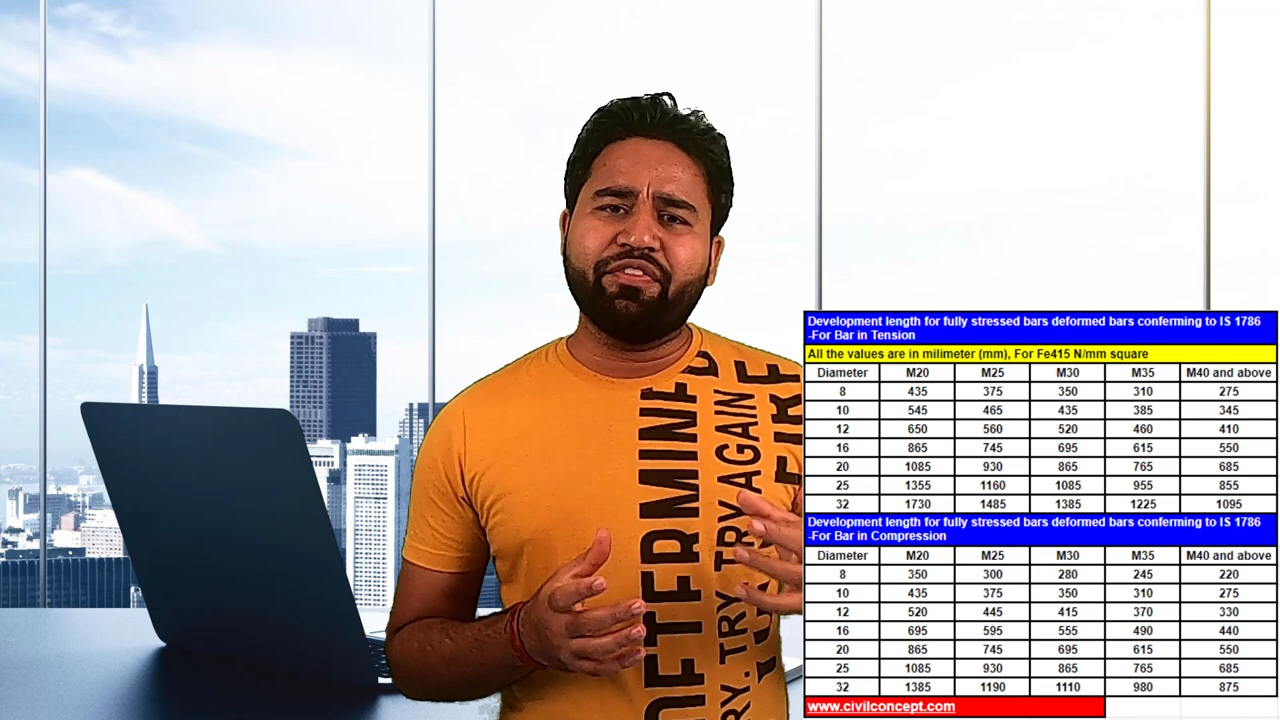 DETERMINED
TRY. TRY AGAIN
Development length for fully stressed bars deformed bars conferming to IS 1786
-For Bar in Tension
All the values are in milimeter (mm), For Fe415 N/mm square
Diameter M20 M25 M30 M35 M40 and above
8 435 375 350 310 275
10 545 465 435 385 345
12 650 560 520 460 410
16 865 745 695 615 550
20 1085 930 865 765 685
25 1355 1160 1085 955 855
32 1730 1485 1385 1225 1095
Development length for fully stressed bars deformed bars conferming to IS 1786
-For Bar in Compression
Diameter M20 M25 M30 M35 M40 and above
8 350 300 280 245 220
10 435 375 350 310 275
12 520 445 415 370 330
16 695 595 555 490 440
20 865 745 695 615 550
25 1085 930 865 765 685
32 1385 1190 1110 980 875
www.civilconcept.com